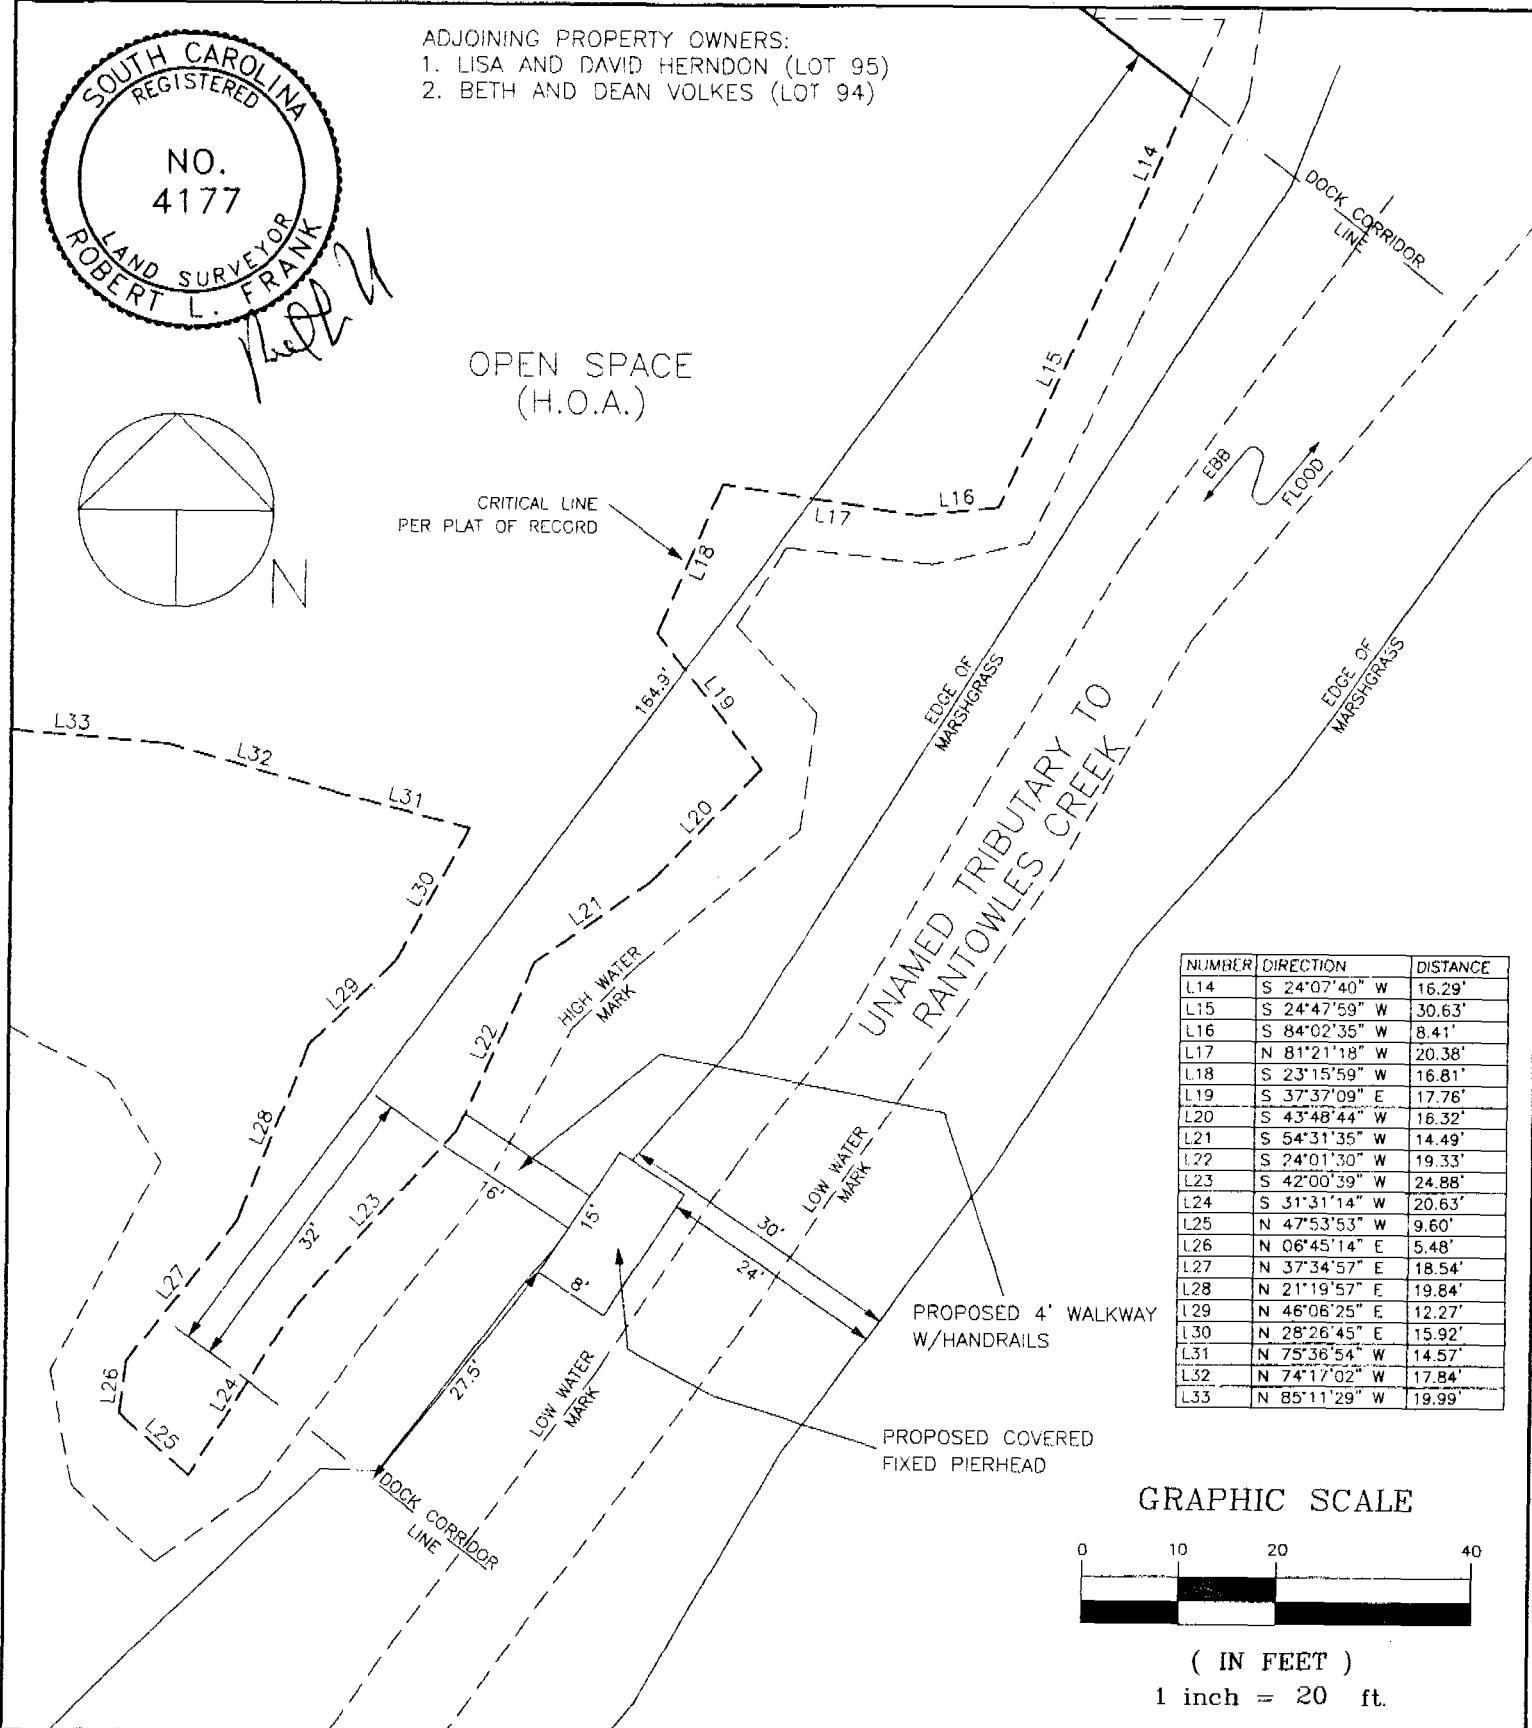 SOUTH CAROLINA
REGISTERED
NO.
4177
LAND SURVEYOR
ROBERT L. FRANK
ADJOINING PROPERTY OWNERS:
1. LISA AND DAVID HERNDON (LOT 95)
2. BETH AND DEAN VOLKES (LOT 94)
L14
DOCK CORRIDOR
LINE
OPEN SPACE
(H.O.A.)
L15
EBB
FLOOD
CRITICAL LINE
PER PLAT OF RECORD
L16
L17
L18
N
164.9'
L19
EDGE OF
MARSHGRASS
EDGE OF
MARSHGRASS
L33
L32
L31
L20
UNAMED TRIBUTARY TO
RANTOWLES CREEK
L30
L21
HIGH WATER
MARK
L29
L22
L28
16'
15'
LOW WATER
MARK
L23
32'
30'
24'
8'
L27
PROPOSED 4' WALKWAY
W/HANDRAILS
27.5'
L26
L24
L25
LOW WATER
MARK
PROPOSED COVERED
FIXED PIERHEAD
DOCK CORRIDOR
LINE
NUMBER DIRECTION DISTANCE
L14 S 24°07'40" W 16.29'
L15 S 24°47'59" W 30.63'
L16 S 84°02'35" W 8.41'
L17 N 81°21'18" W 20.38'
L18 S 23°15'59" W 16.81'
L19 S 37°37'09" E 17.76'
L20 S 43°48'44" W 16.32'
L21 S 54°31'35" W 14.49'
L22 S 24°01'30" W 19.33'
L23 S 42°00'39" W 24.88'
L24 S 31°31'14" W 20.63'
L25 N 47°53'53" W 9.60'
L26 N 06°45'14" E 5.48'
L27 N 37°34'57" E 18.54'
L28 N 21°19'57" E 19.84'
L29 N 46°06'25" E 12.27'
L30 N 28°26'45" E 15.92'
L31 N 75°36'54" W 14.57'
L32 N 74°17'02" W 17.84'
L33 N 85°11'29" W 19.99'
GRAPHIC SCALE
0 10 20 40
( IN FEET )
1 inch = 20 ft.